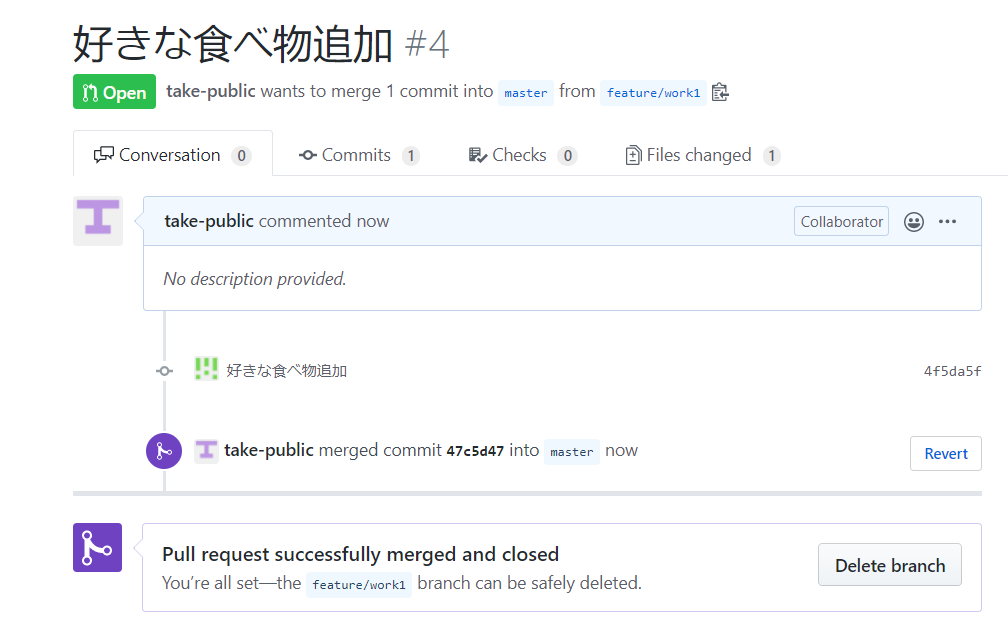 好きな食べ物追加 #4
Open take-public wants to merge 1 commit into master from feature/work1
Conversation 0 Commits 1 Checks 0 Files changed 1
take-public commented now Collaborator
No description provided.
好きな食べ物追加 4f5da5f
take-public merged commit 47c5d47 into master now Revert
Pull request successfully merged and closed
You're all set—the feature/work1 branch can be safely deleted.
Delete branch